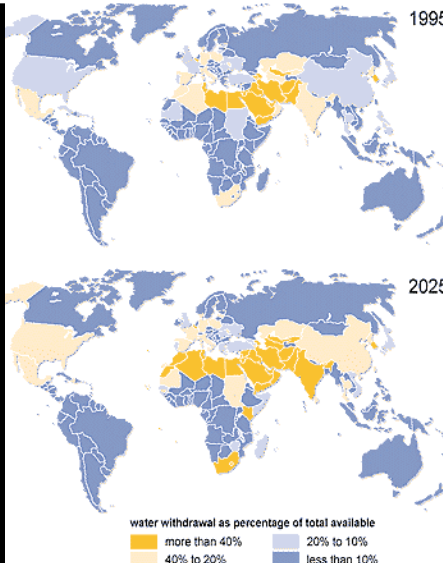 1995
2025
water withdrawal as percentage of total available
more than 40% 20% to 10%
40% to 20% less than 10%